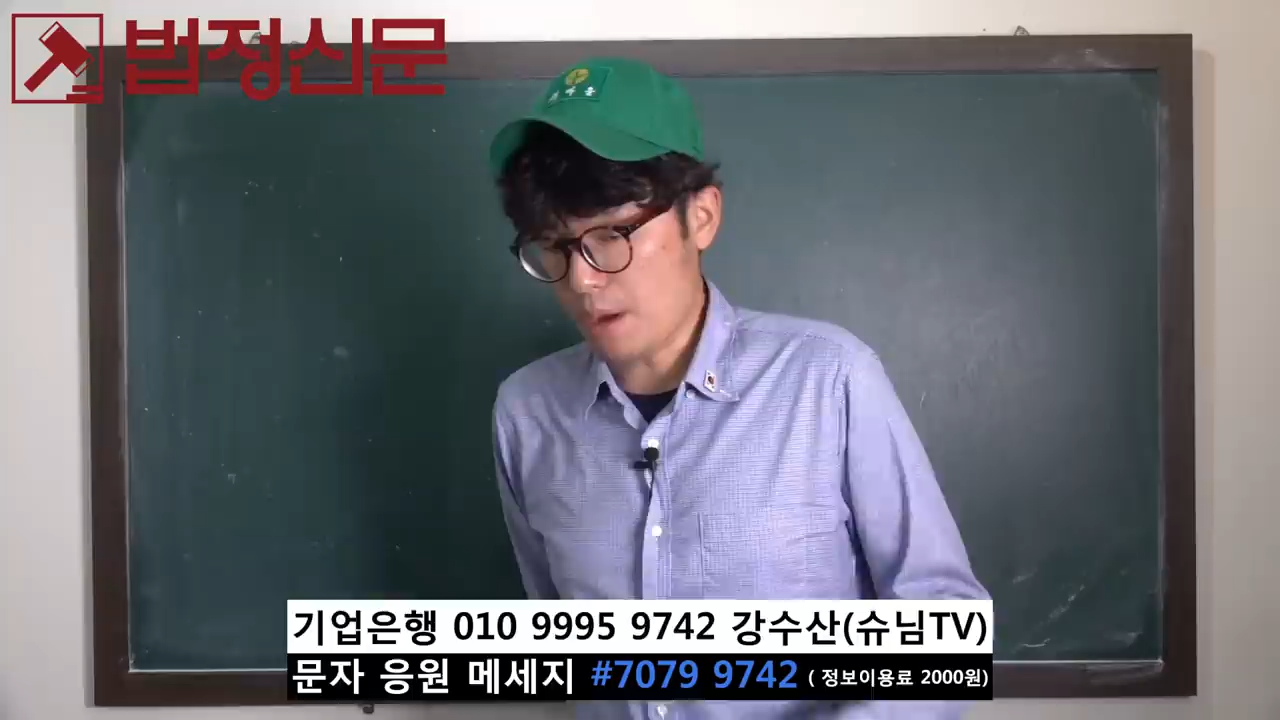 법정신문
기업은행 010 9995 9742 강수산(슈님TV)
문자 응원 메세지 #7079 9742 ( 정보이용료 2000원)